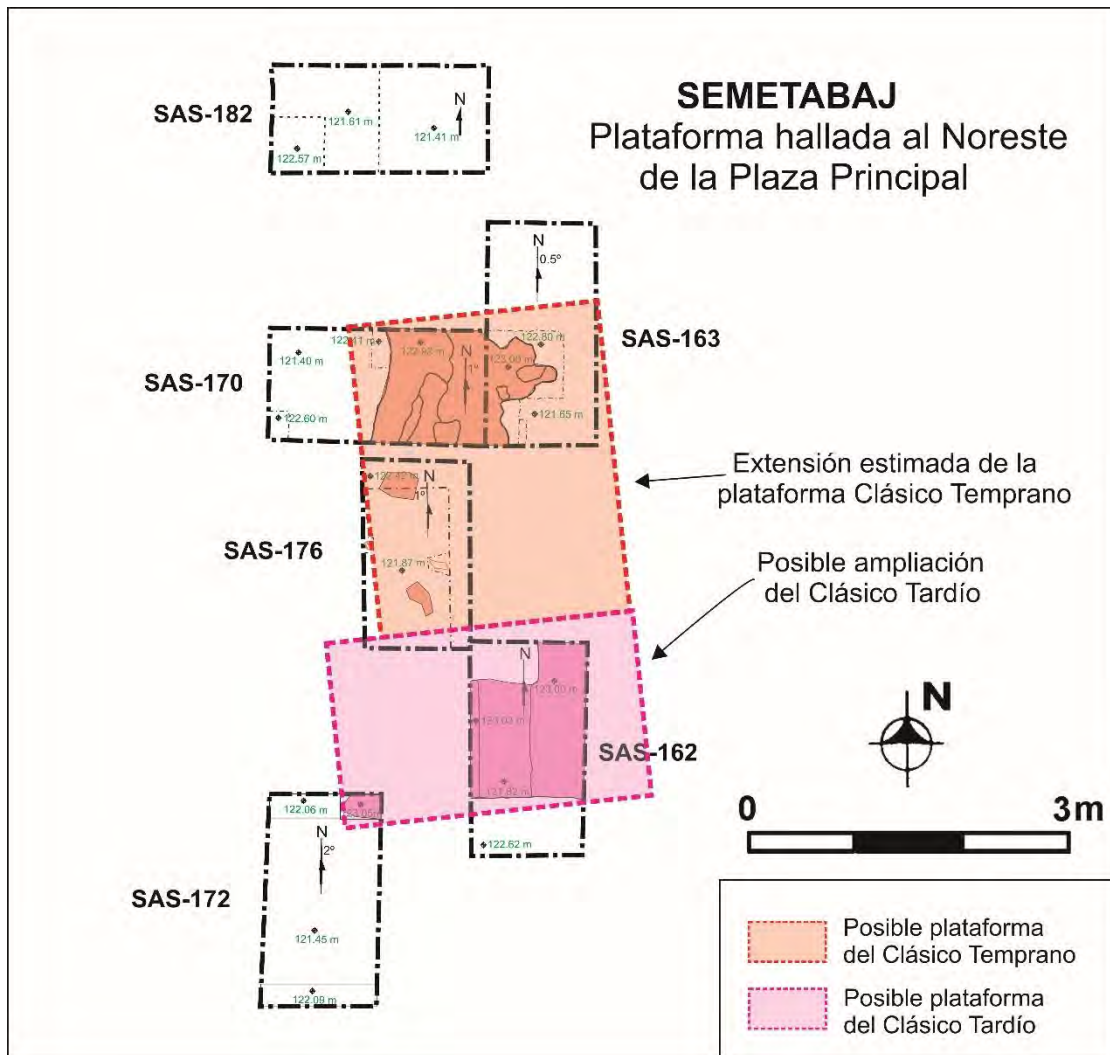 SEMETABAJ
Plataforma hallada al Noreste
de la Plaza Principal
SAS-182
N
121.61 m
121.41 m
122.57 m
N
0.5°
SAS-163
122.80 m
123.00 m
121.65 m
SAS-170
121.40 m
122.60 m
N
1°
Extensión estimada de la
plataforma Clásico Temprano
SAS-176
N
1°
121.87 m
Posible ampliación
del Clásico Tardío
SAS-162
N
123.00 m
121.82 m
122.62 m
N
0
3m
SAS-172
122.06 m
N
2°
121.45 m
122.09 m
Posible plataforma
del Clásico Temprano
Posible plataforma
del Clásico Tardío